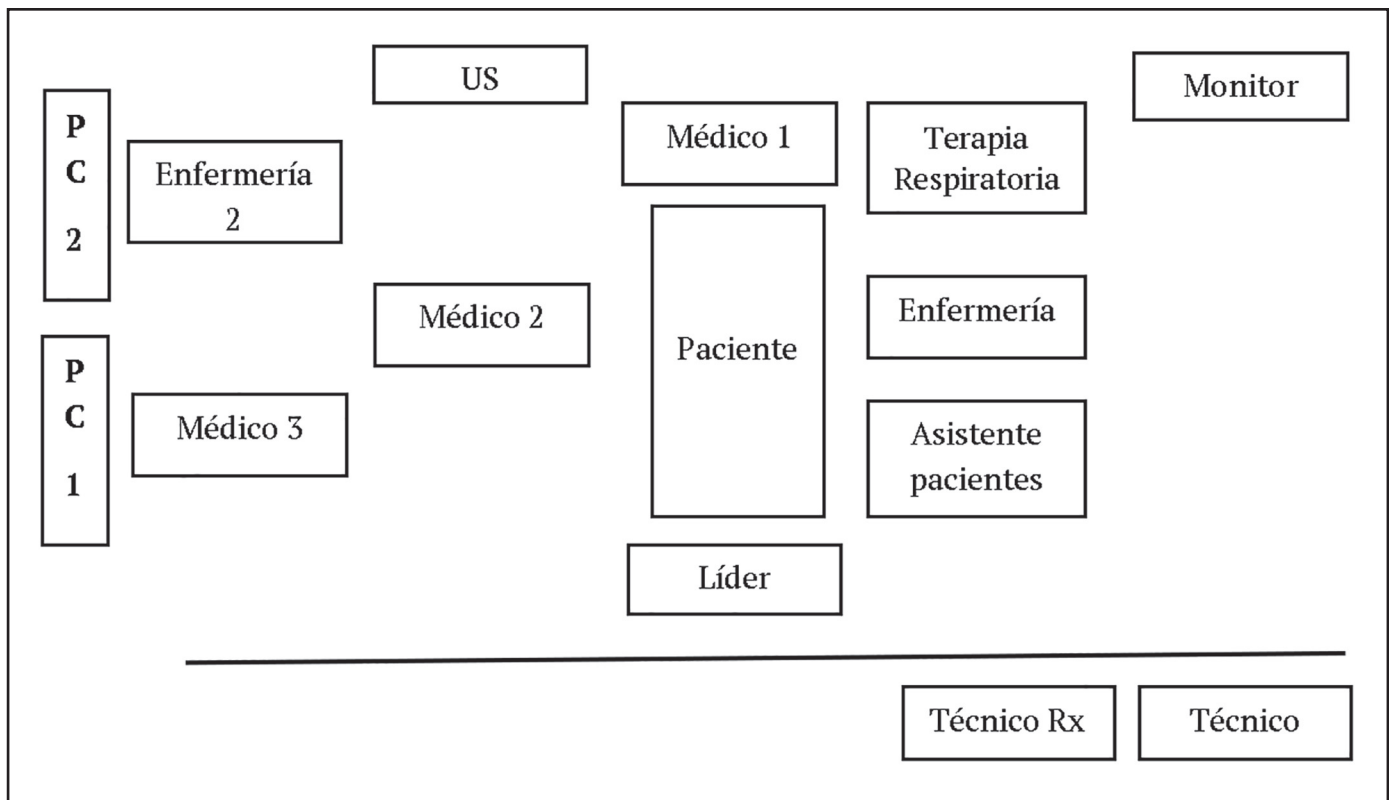 US
Monitor
P
C
2
Enfermería
2
Médico 1
Terapia
Respiratoria
Médico 2
Paciente
Enfermería
P
C
1
Médico 3
Asistente
pacientes
Líder
Técnico Rx
Técnico